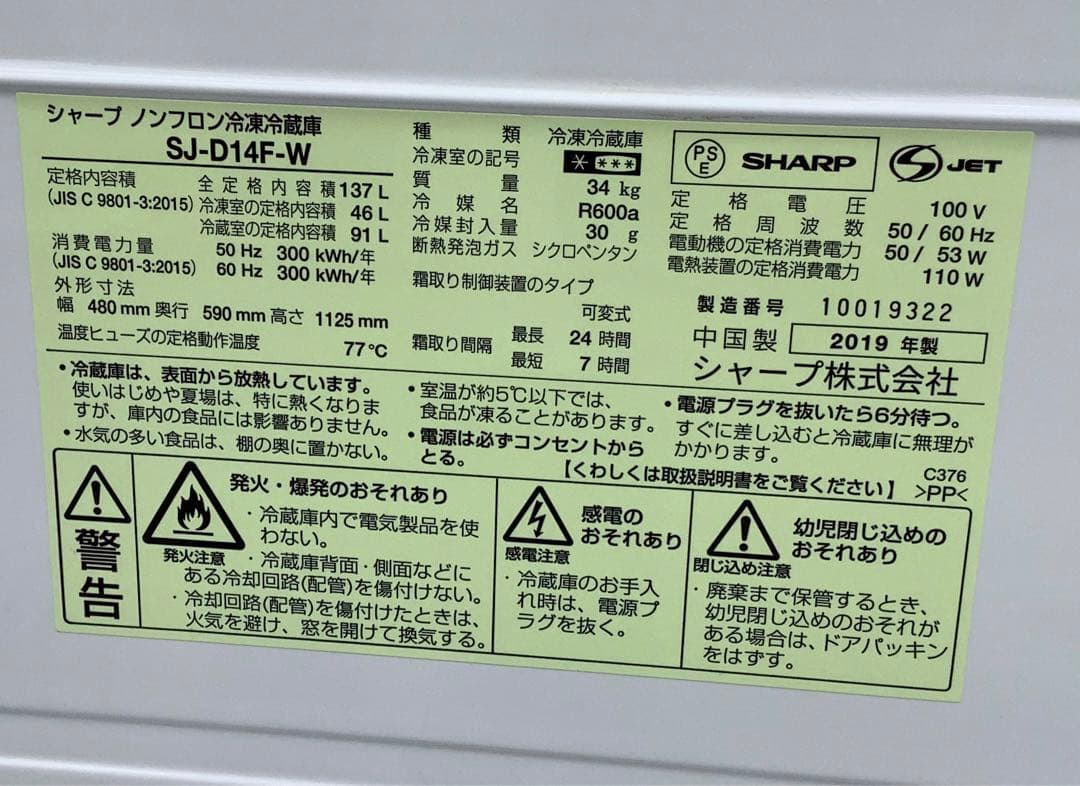 シャープ ノンフロン冷凍冷蔵庫
SJ-D14F-W
定格内容積 全定格内容積 137 L
(JIS C 9801-3:2015) 冷凍室の定格内容積 46 L
冷蔵室の定格内容積 91 L
消費電力量 50 Hz 300 kWh/年
(JIS C 9801-3:2015) 60 Hz 300 kWh/年
外形寸法
幅 480 mm 奥行 590 mm 高さ 1125 mm
温度ヒューズの定格動作温度 77℃
種類 冷凍冷蔵庫
冷凍室の記号 * ***
質量 34 kg
冷媒名 R600a
冷媒封入量 30 g
断熱発泡ガス シクロペンタン
霜取り制御装置のタイプ
可変式
霜取り間隔 最長 24 時間
最短 7 時間
PS E SHARP S JET
定格電圧 100 V
定格周波数 50 / 60 Hz
電動機の定格消費電力 50 / 53 W
電熱装置の定格消費電力 110 W
製造番号 10019322
中国製 2019 年製
シャープ株式会社
・冷蔵庫は、表面から放熱しています。
使いはじめや夏場は、特に熱くなりま
すが、庫内の食品には影響ありません。
・水気の多い食品は、棚の奥に置かない。
・室温が約5℃以下では、
食品が凍ることがあります。
・電源は必ずコンセントから
とる。
・電源プラグを抜いたら6分待つ。
すぐに差し込むと冷蔵庫に無理が
かかります。
【くわしくは取扱説明書をご覧ください】
C376
>PP<
警告
発火注意
発火・爆発のおそれあり
・冷蔵庫内で電気製品を使
わない。
・冷蔵庫背面・側面などに
ある冷却回路(配管)を傷付けない。
・冷却回路(配管)を傷付けたときは、
火気を避け、窓を開けて換気する。
感電注意
感電の
おそれあり
・冷蔵庫のお手入
れ時は、電源プ
ラグを抜く。
閉じ込め注意
幼児閉じ込めの
おそれあり
・廃棄まで保管するとき、
幼児閉じ込めのおそれが
ある場合は、ドアパッキン
をはずす。